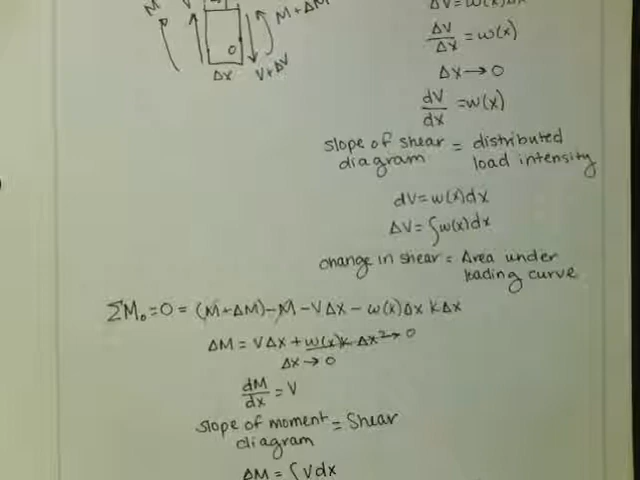 M
V
M + ΔM
O
Δx
V+ΔV
ΔV = w(x)Δx
ΔV/Δx = w(x)
Δx → 0
dV/dx = w(x)
slope of shear diagram = distributed load intensity
dV = w(x)dx
ΔV = ∫w(x)dx
change in shear = Area under
loading curve
ΣM₀ = 0 = (M+ΔM) - M - VΔx - w(x)Δx kΔx
ΔM = VΔx + w(x)k Δx² → 0
Δx → 0
dM/dx = V
slope of moment diagram = Shear
ΔM = ∫Vdx